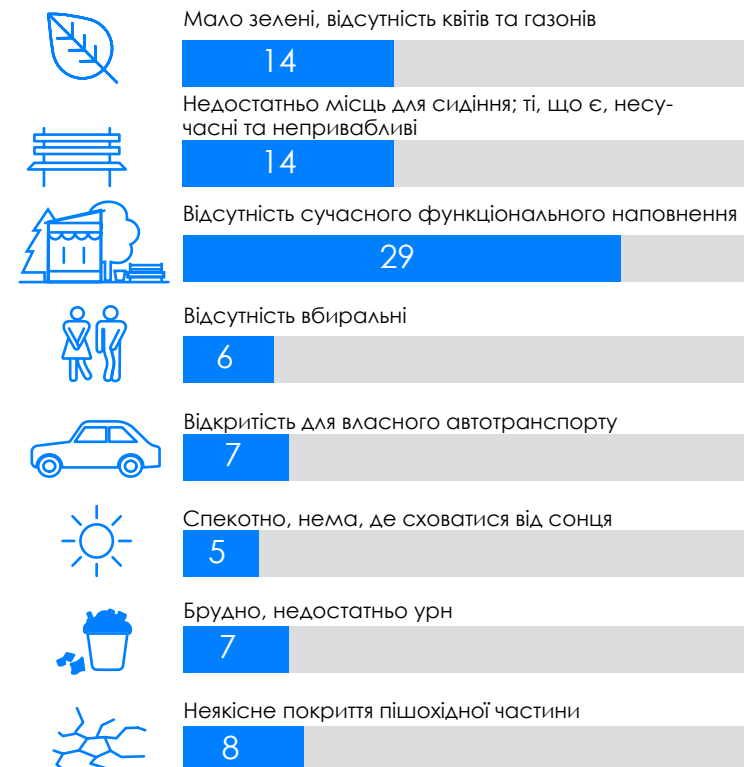 Мало зелені, відсутність квітів та газонів
14
Недостатньо місць для сидіння; ті, що є, несу-
часні та непривабливі
14
Відсутність сучасного функціонального наповнення
29
Відсутність вбиральні
6
Відкритість для власного автотранспорту
7
Спекотно, нема, де сховатися від сонця
5
Брудно, недостатньо урн
7
Неякісне покриття пішохідної частини
8